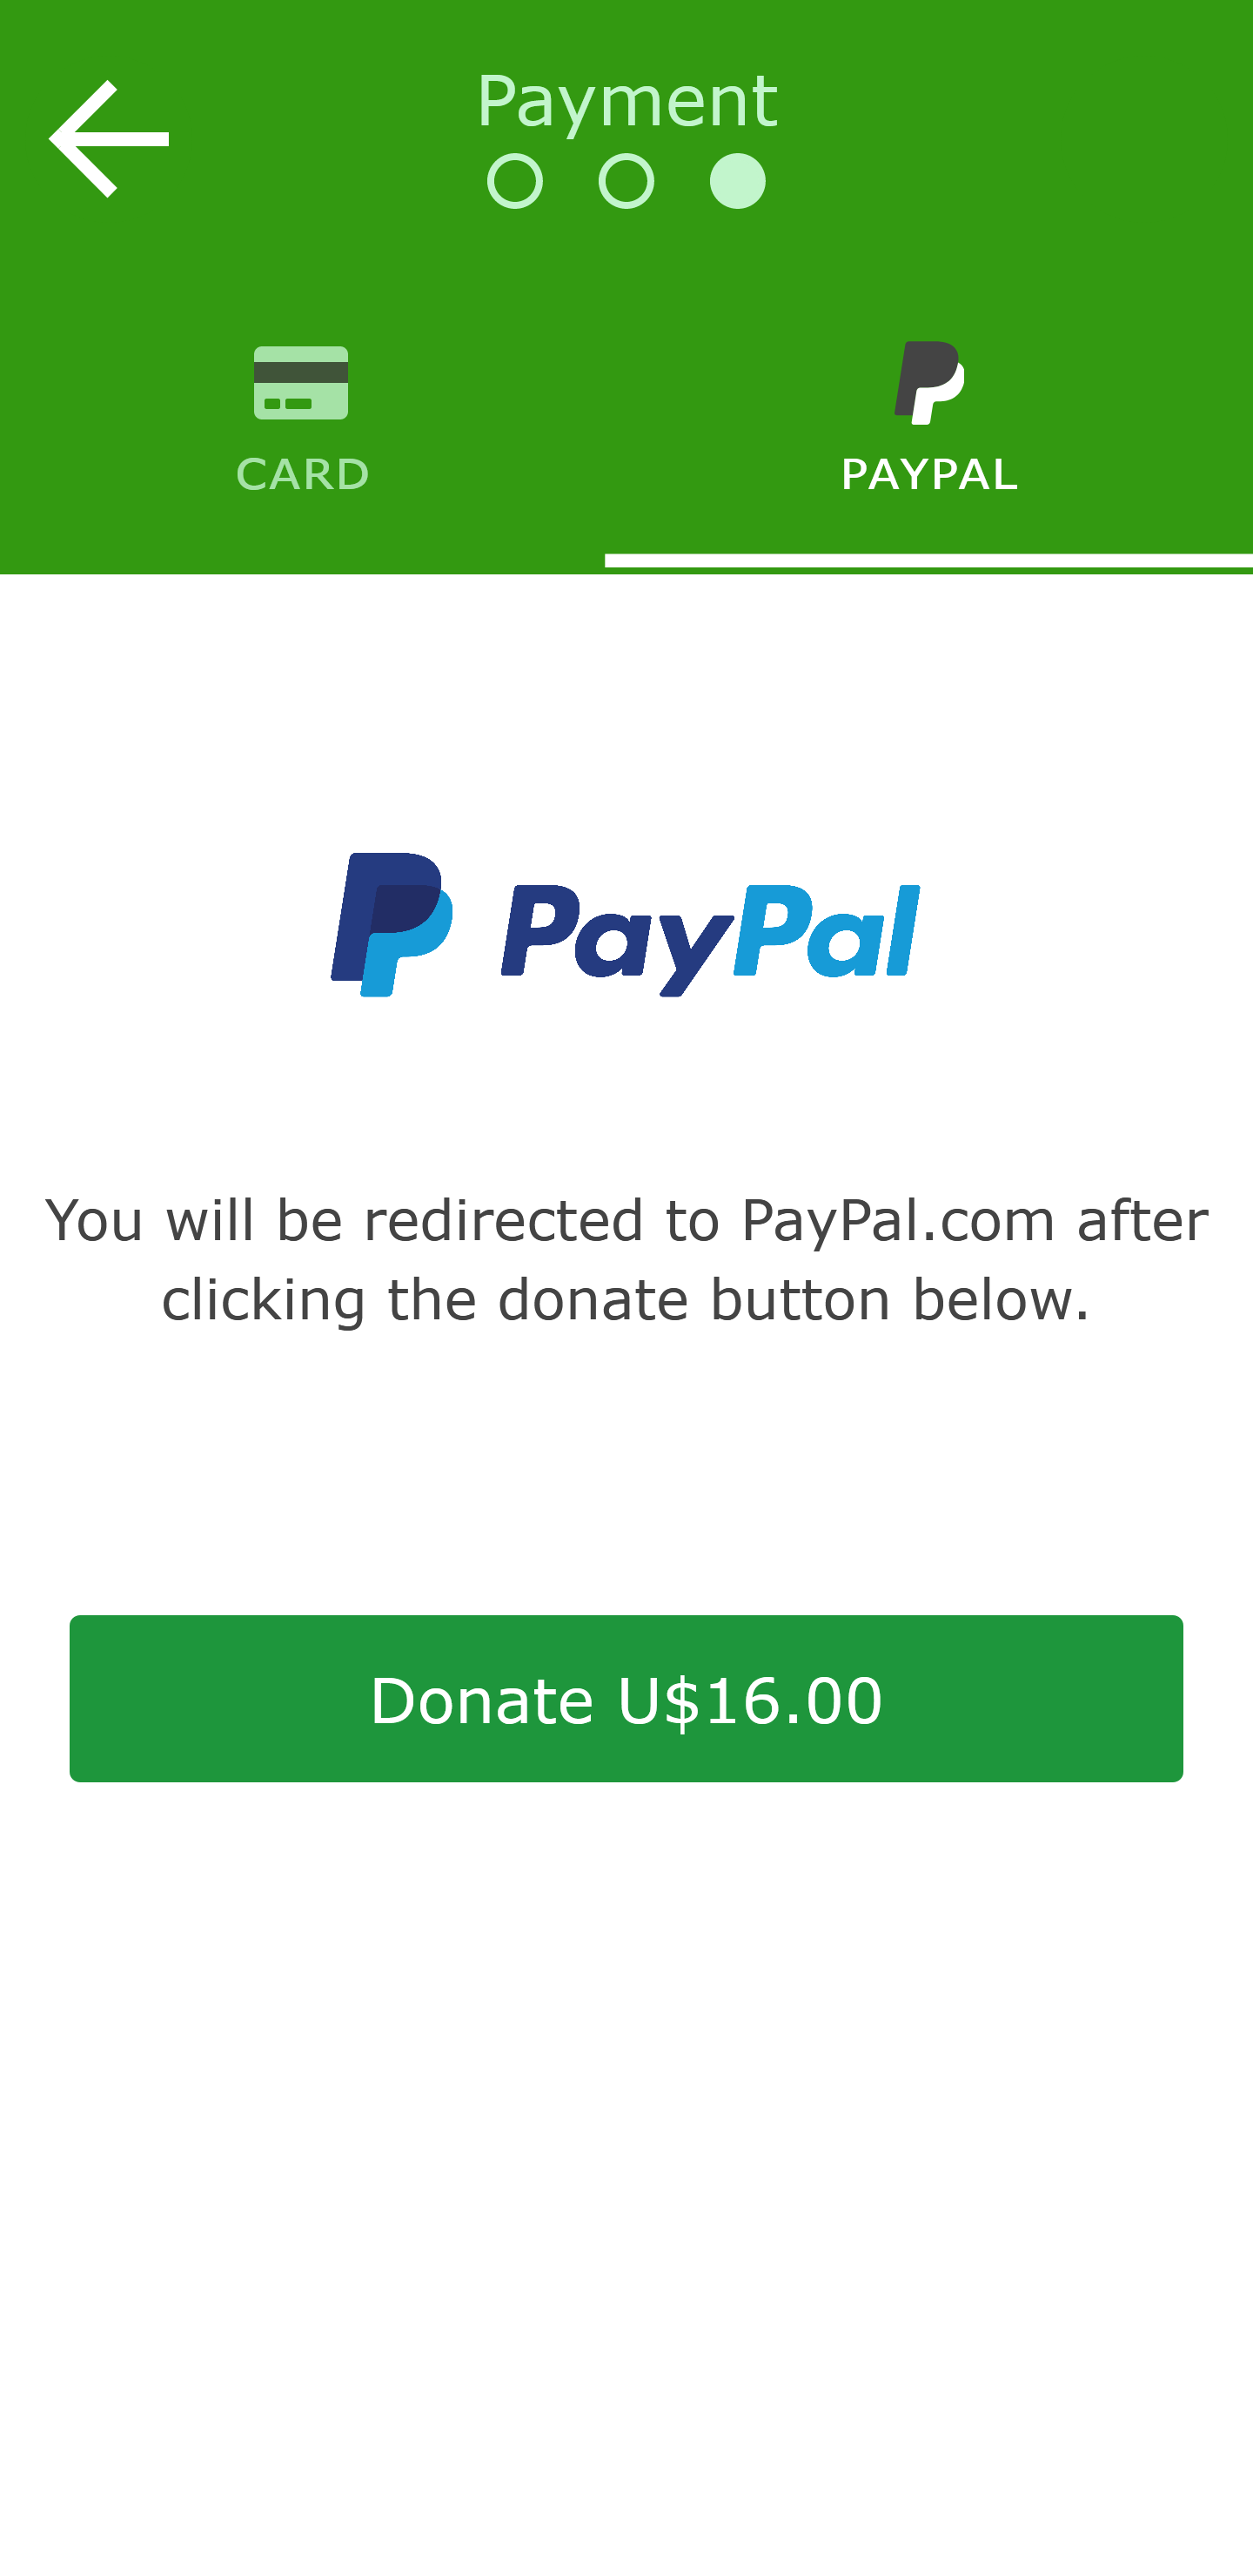 Payment
CARD
PAYPAL
PayPal
You will be redirected to PayPal.com after
clicking the donate button below.
Donate U$16.00